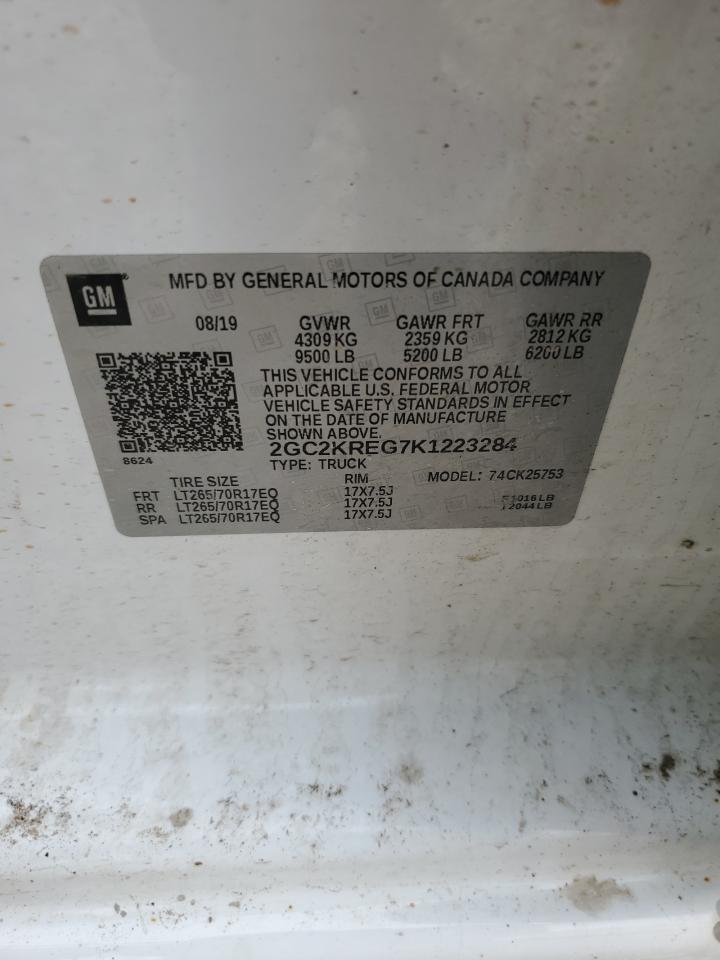 GM MFD BY GENERAL MOTORS OF CANADA COMPANY
08/19 GVWR GAWR FRT GAWR RR
4309 KG 2359 KG 2812 KG
9500 LB 5200 LB 6200 LB
THIS VEHICLE CONFORMS TO ALL
APPLICABLE U.S. FEDERAL MOTOR
VEHICLE SAFETY STANDARDS IN EFFECT
ON THE DATE OF MANUFACTURE
SHOWN ABOVE.
8624 2GC2KREG7K1223284
TYPE: TRUCK MODEL: 74CK25753
TIRE SIZE RIM
FRT LT265/70R17EQ 17X7.5J
RR LT265/70R17EQ 17X7.5J
SPA LT265/70R17EQ 17X7.5J